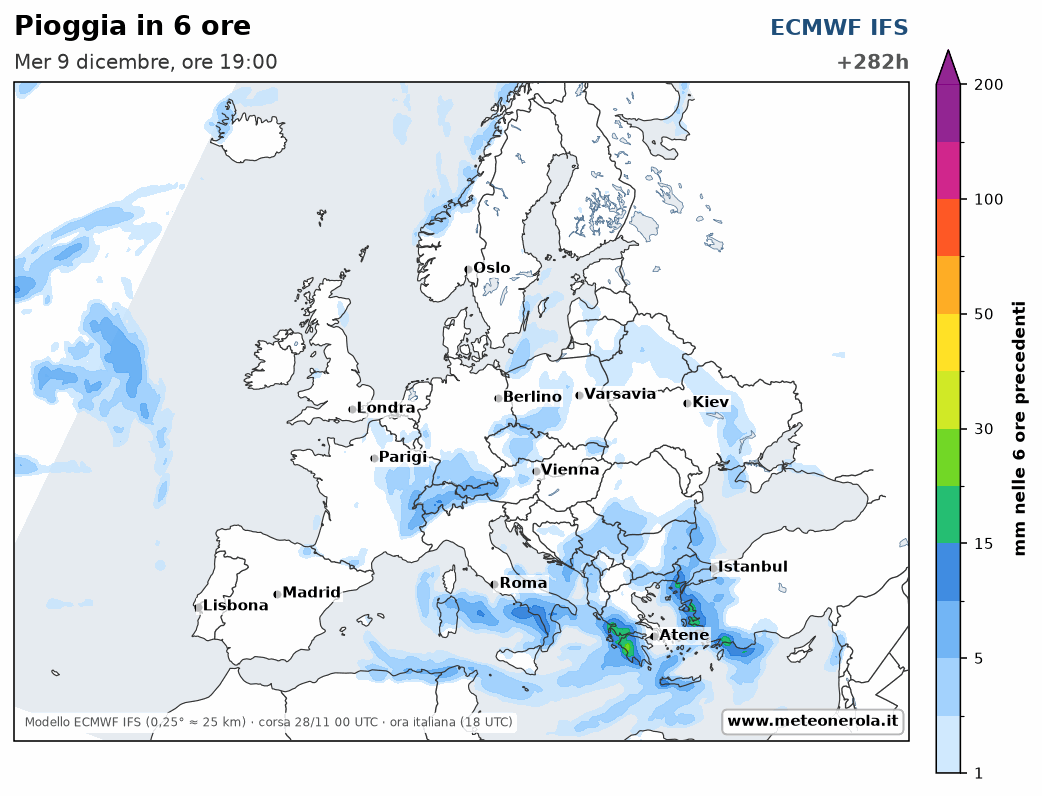 Pioggia in 6 ore
ECMWF IFS
Mer 9 dicembre, ore 19:00
+282h
200
100
50
30
15
5
1
mm nelle 6 ore precedenti
Oslo
Berlino
Varsavia
Kiev
Londra
Parigi
Vienna
Istanbul
Roma
Madrid
Lisbona
Atene
Modello ECMWF IFS (0,25° ≈ 25 km) · corsa 28/11 00 UTC · ora italiana (18 UTC)
www.meteonerola.it